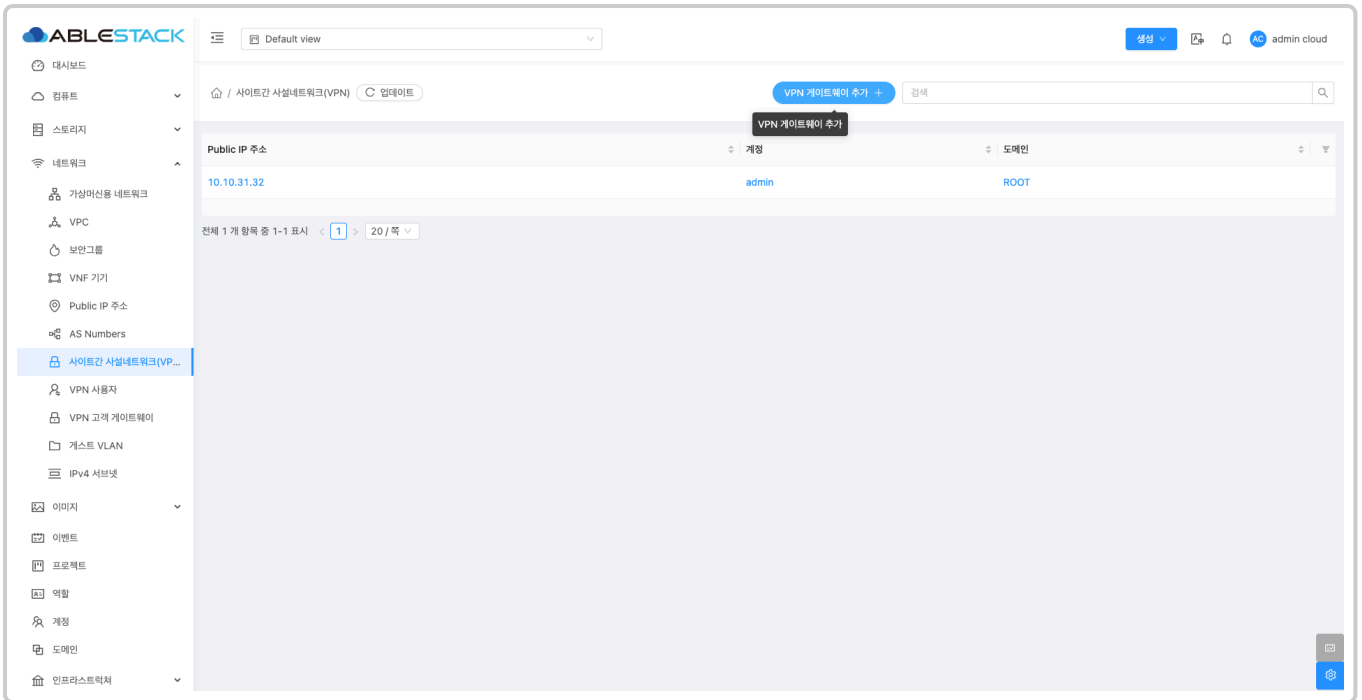 ABLESTACK
Default view
생성
AC
admin cloud
대시보드
컴퓨트
스토리지
네트워크
가상머신용 네트워크
VPC
보안그룹
VNF 기기
Public IP 주소
AS Numbers
사이트간 사설네트워크(VP...
VPN 사용자
VPN 고객 게이트웨이
게스트 VLAN
IPv4 서브넷
이미지
이벤트
프로젝트
역할
계정
도메인
인프라스트럭쳐
/ 사이트간 사설네트워크(VPN)
업데이트
VPN 게이트웨이 추가 +
검색
VPN 게이트웨이 추가
Public IP 주소 계정 도메인
10.10.31.32 admin ROOT
전체 1 개 항목 중 1-1 표시 < 1 > 20 / 쪽